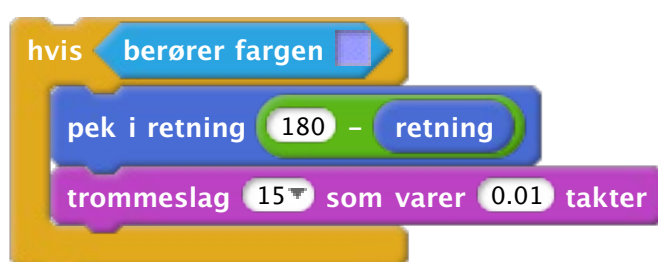 hvis berører fargen
pek i retning 180 - retning
trommeslag 15 som varer 0.01 takter